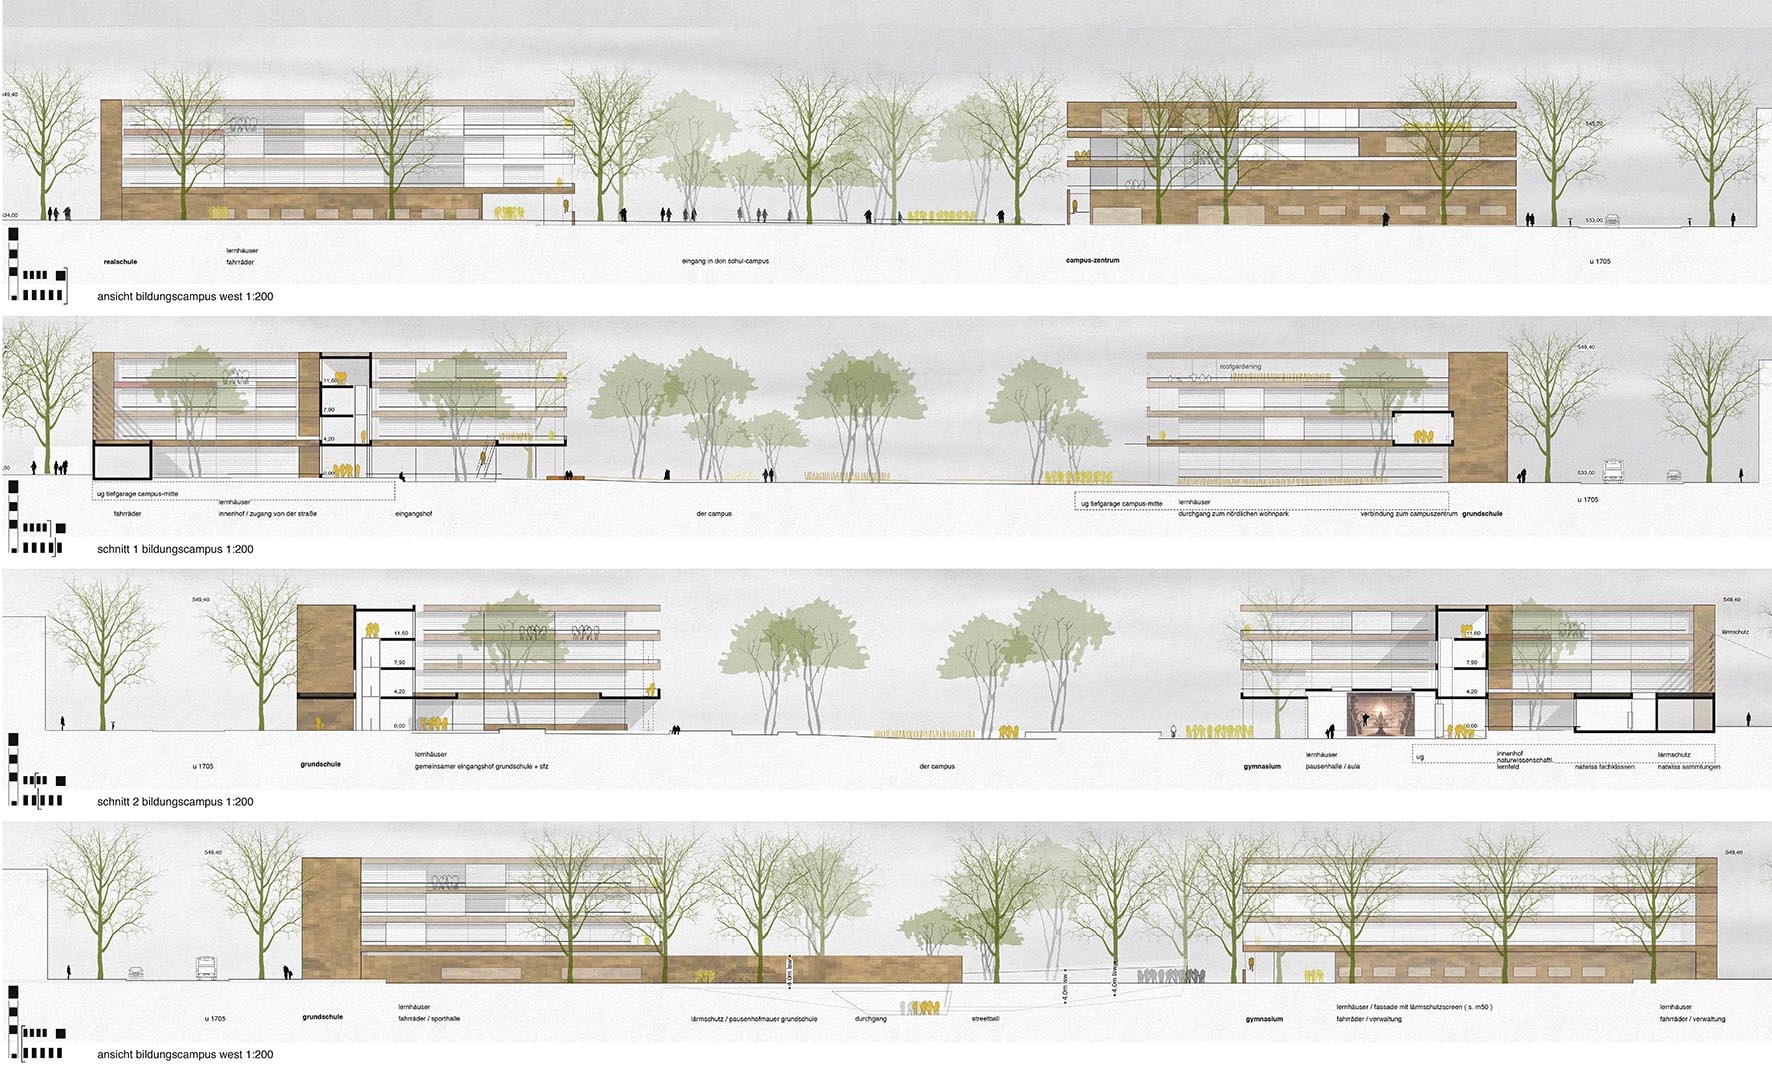 49,40
545,70
534,00
533,00
lernhäuser
realschule
fahrräder
eingang in den schul-campus
campus-zentrum
u 1705
ansicht bildungscampus west 1:200
40
549,40
roofgardening
11,60
7,90
4,20
0,00
,00
533,00
ug tiefgarage campus-mitte
lernhäuser
fahrräder
innenhof / zugang von der straße
eingangshof
der campus
ug tiefgarage campus-mitte
lernhäuser
durchgang zum nördlichen wohnpark
verbindung zum campuszentrum
grundschule
u 1705
schnitt 1 bildungscampus 1:200
549,40
549,40
11,60
11,60
lärmschutz
7,90
7,90
4,20
4,20
0,00
0,00
lernhäuser
u 1705
grundschule
gemeinsamer eingangshof grundschule + sfz
der campus
gymnasium
lernhäuser
pausenhalle / aula
ug
innenhof
naturwissenschaftl.
lernfeld
natwiss fachklassen
lärmschutz
natwiss sammlungen
schnitt 2 bildungscampus 1:200
549,40
549,40
4,0m lsw
4,0m lsw
4,0m lsw
lernhäuser
u 1705
grundschule
fahrräder / sporthalle
lärmschutz / pausenhofmauer grundschule
durchgang
streetball
gymnasium
lernhäuser / fassade mit lärmschutzscreen ( s. m50 )
fahrräder / verwaltung
lernhäuser
fahrräder / verwaltung
ansicht bildungscampus west 1:200